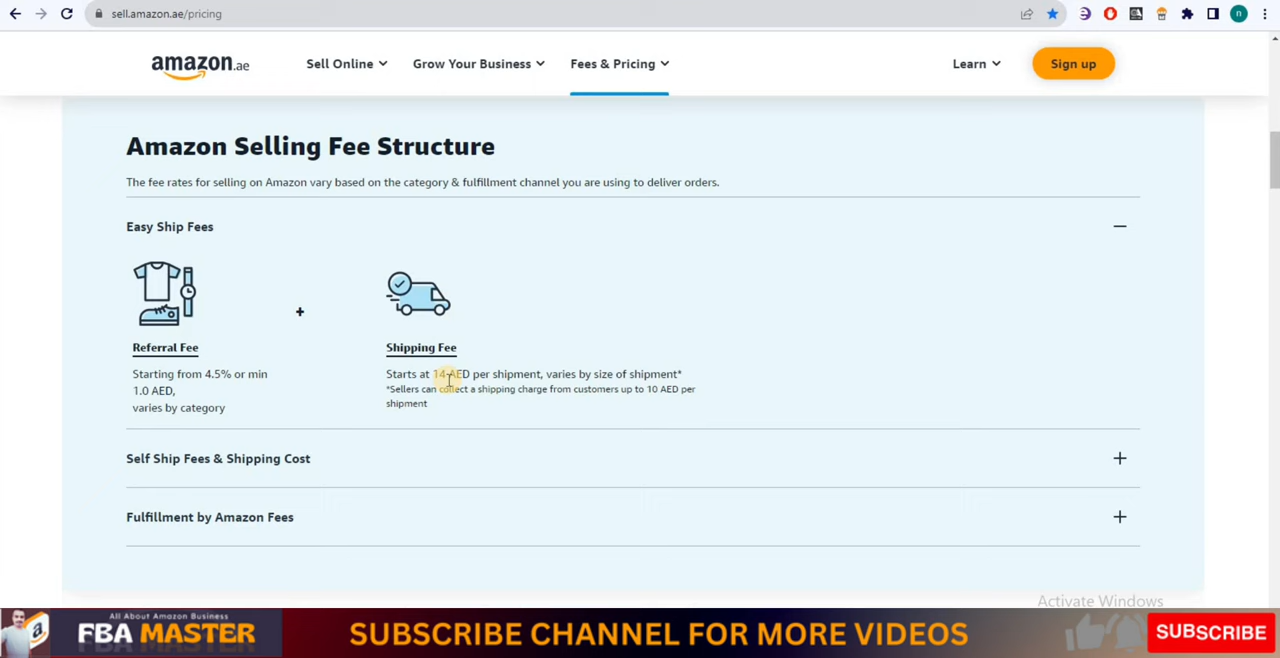 sell.amazon.ae/pricing
n
amazon.ae
Sell Online
Grow Your Business
Fees & Pricing
Learn
Sign up
Amazon Selling Fee Structure
The fee rates for selling on Amazon vary based on the category & fulfillment channel you are using to deliver orders.
Easy Ship Fees
Referral Fee
Starting from 4.5% or min
1.0 AED,
varies by category
Shipping Fee
Starts at 14 AED per shipment, varies by size of shipment*
*Sellers can collect a shipping charge from customers up to 10 AED per
shipment
Self Ship Fees & Shipping Cost
Fulfillment by Amazon Fees
Activate Windows
a
All About Amazon Business
FBA MASTER
SUBSCRIBE CHANNEL FOR MORE VIDEOS
SUBSCRIBE